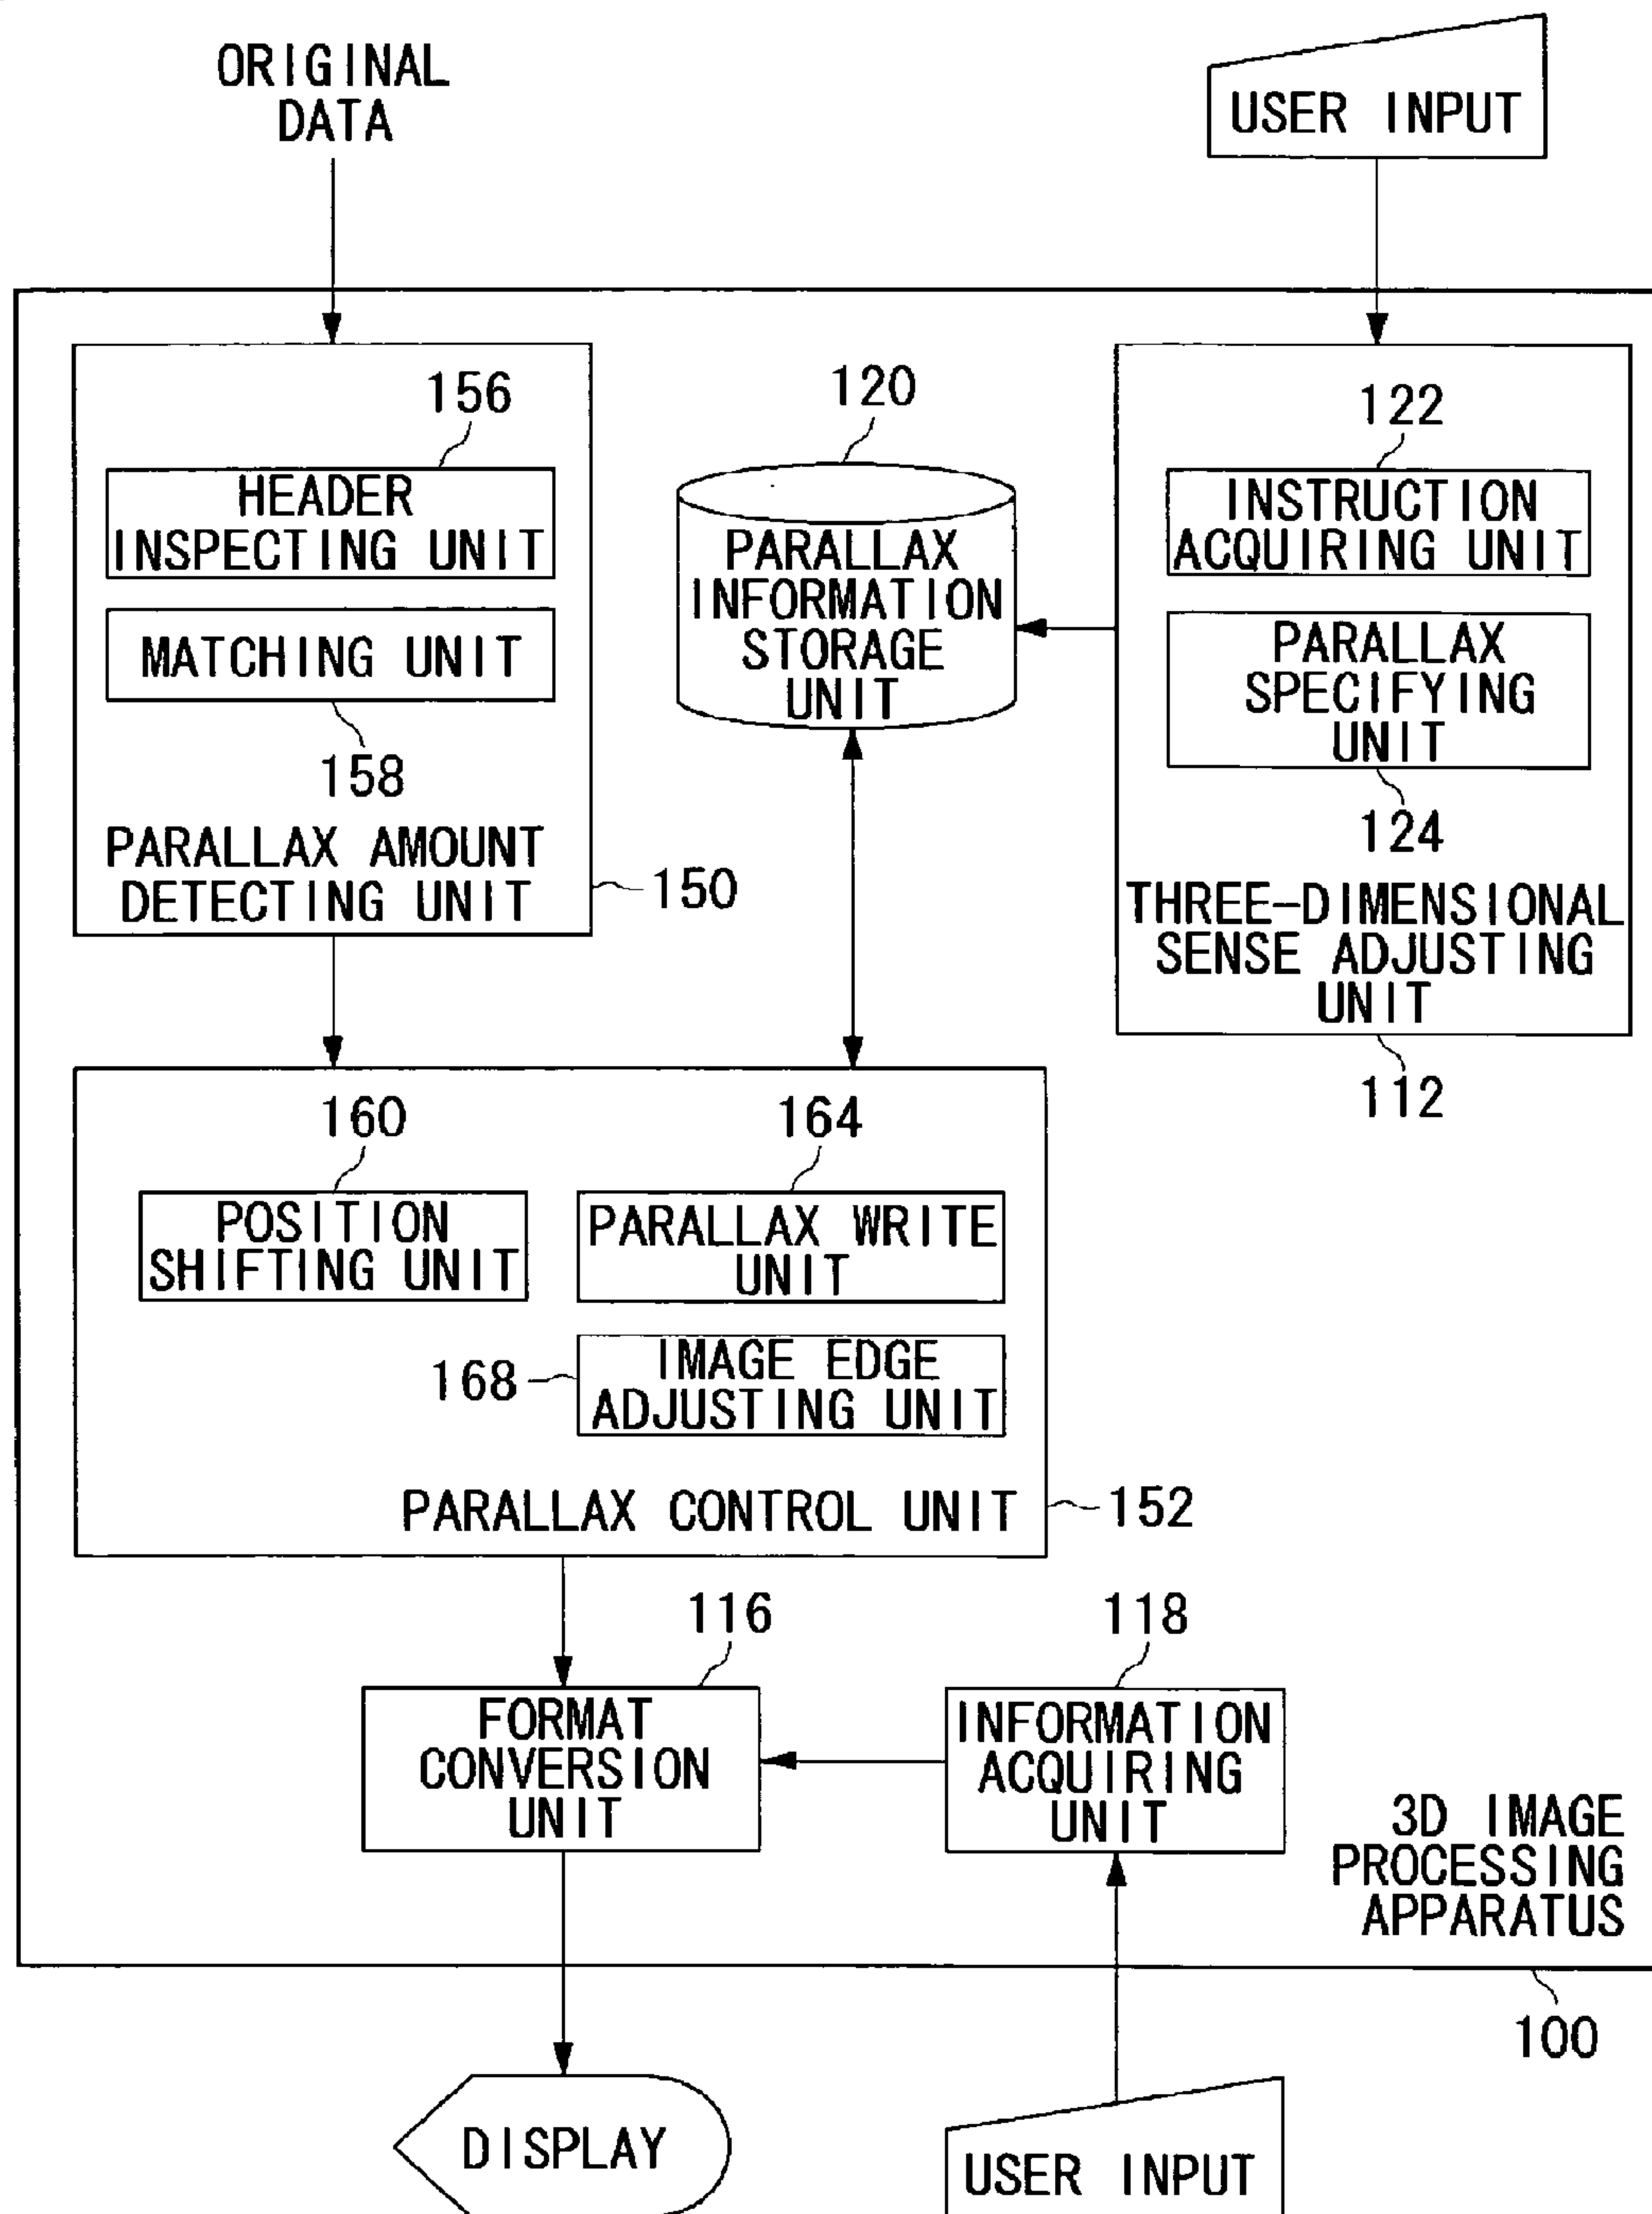 ORIGINAL
DATA
USER INPUT
156
HEADER
INSPECTING UNIT
MATCHING UNIT
158
PARALLAX AMOUNT
DETECTING UNIT
150
120
PARALLAX
INFORMATION
STORAGE
UNIT
122
INSTRUCTION
ACQUIRING UNIT
PARALLAX
SPECIFYING
UNIT
124
THREE-DIMENSIONAL
SENSE ADJUSTING
UNIT
112
160
POSITION
SHIFTING UNIT
164
PARALLAX WRITE
UNIT
168
IMAGE EDGE
ADJUSTING UNIT
PARALLAX CONTROL UNIT
152
116
FORMAT
CONVERSION
UNIT
118
INFORMATION
ACQUIRING
UNIT
3D IMAGE
PROCESSING
APPARATUS
100
DISPLAY
USER INPUT